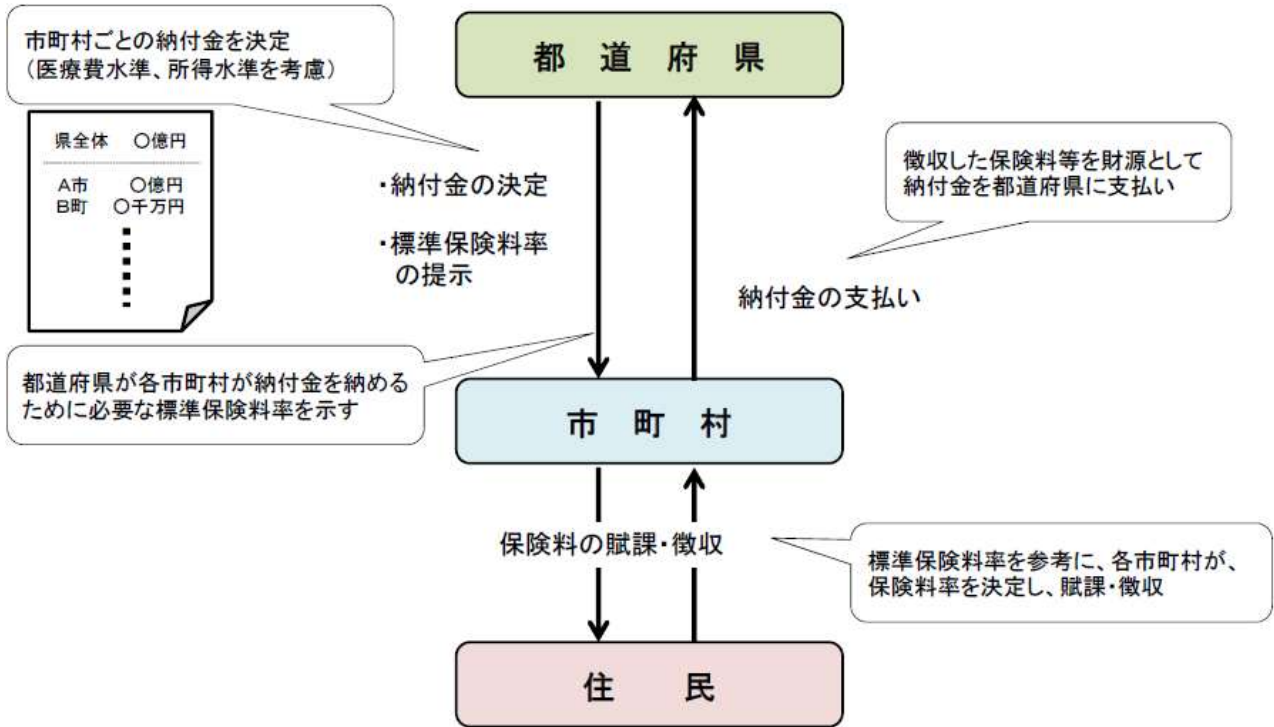 市町村ごとの納付金を決定
(医療費水準、所得水準を考慮)
都道府県
県全体 〇億円
A市 〇億円
B町 〇千万円
・納付金の決定
・標準保険料率
の提示
徴収した保険料等を財源として
納付金を都道府県に支払い
納付金の支払い
都道府県が各市町村が納付金を納める
ために必要な標準保険料率を示す
市町村
保険料の賦課・徴収
標準保険料率を参考に、各市町村が、
保険料率を決定し、賦課・徴収
住民